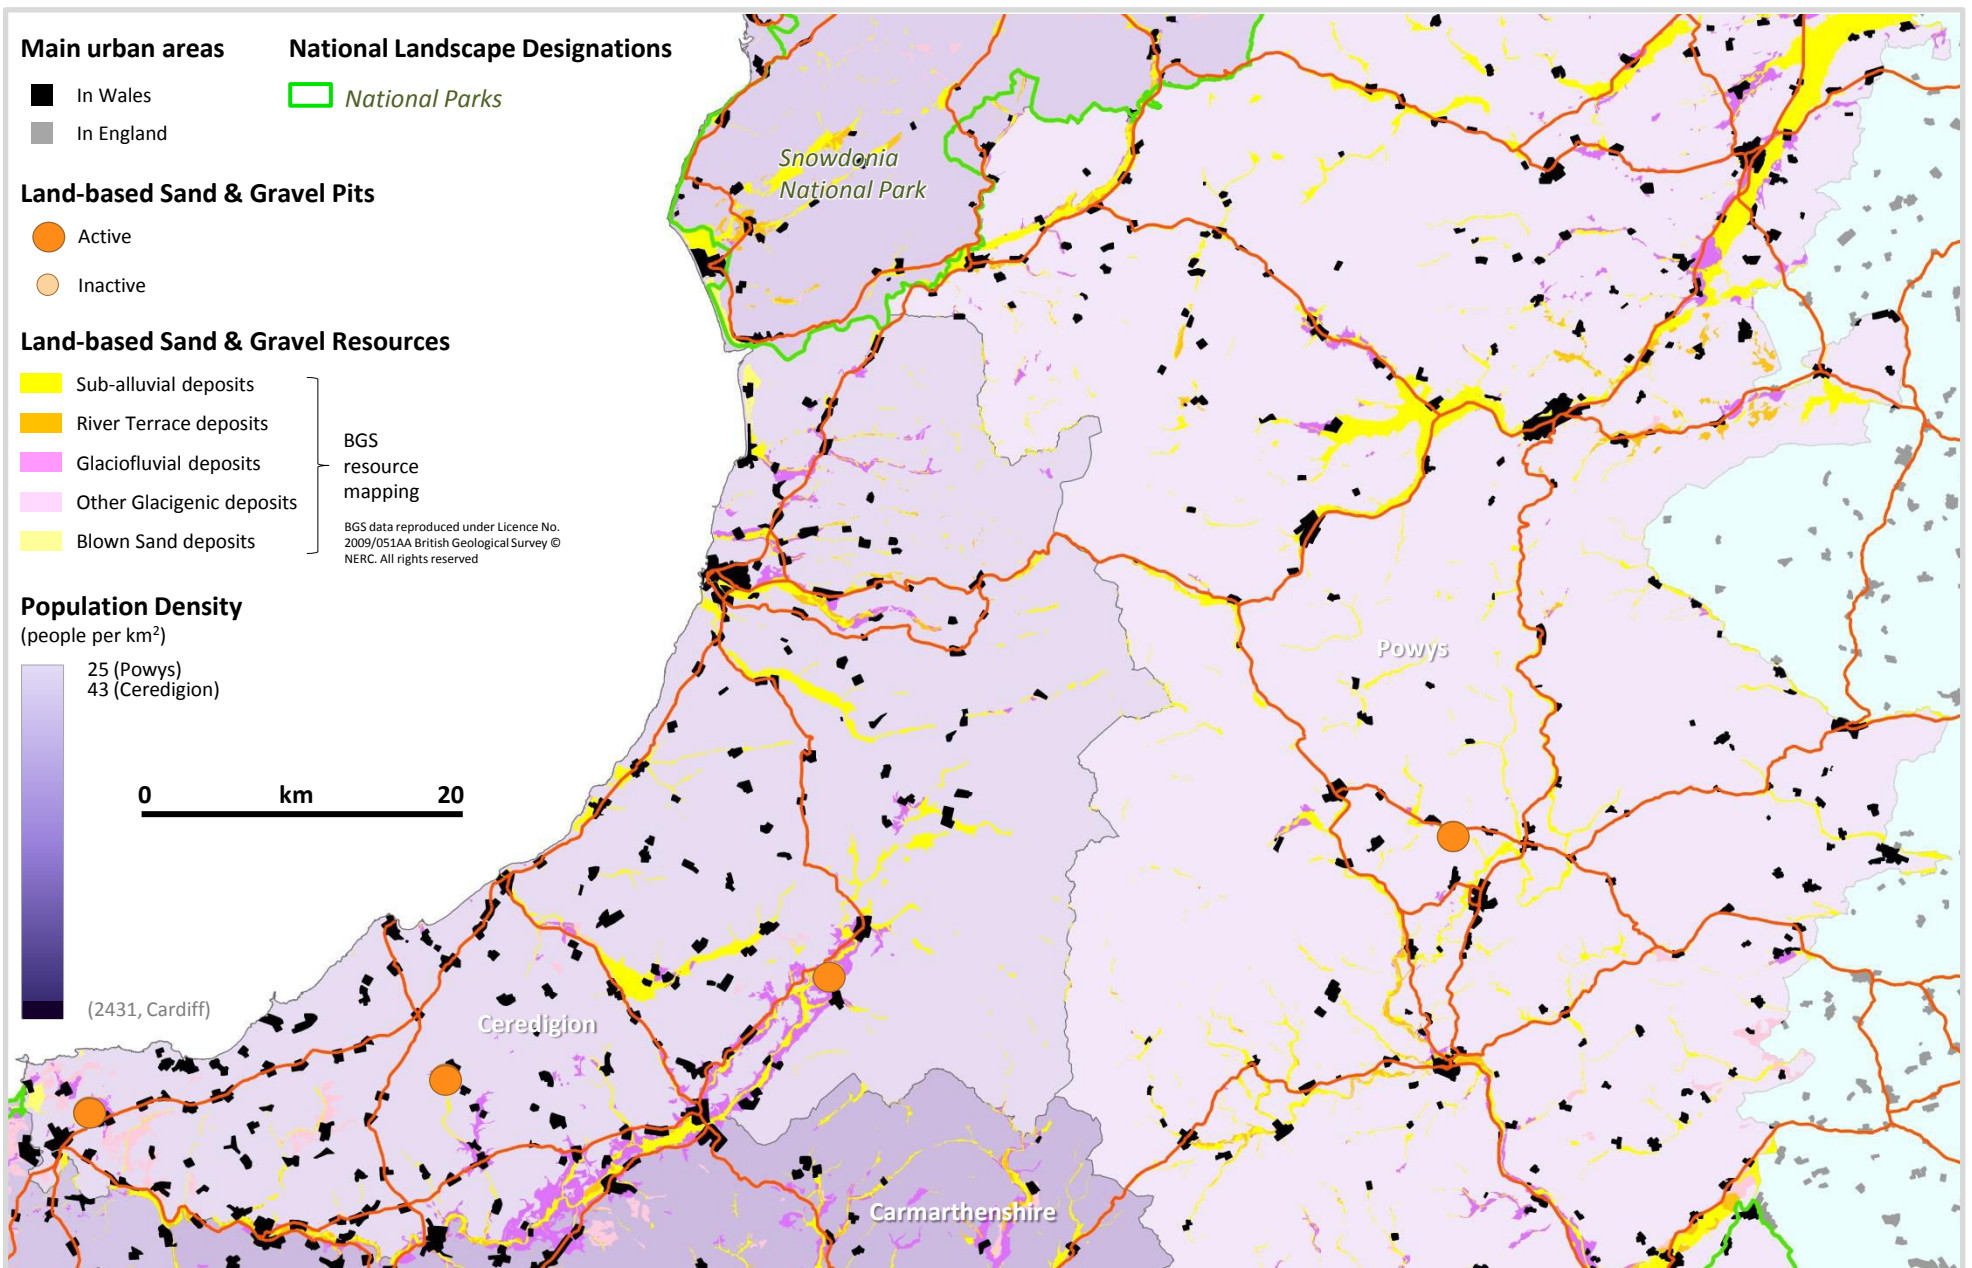 Main urban areas
In Wales
In England
National Landscape Designations
National Parks
Land-based Sand & Gravel Pits
Active
Inactive
Land-based Sand & Gravel Resources
Sub-alluvial deposits
River Terrace deposits
Glaciofluvial deposits
Other Glacigenic deposits
Blown Sand deposits
BGS
resource
mapping
BGS data reproduced under Licence No.
2009/051AA British Geological Survey ©
NERC. All rights reserved
Population Density
(people per km²)
25 (Powys)
43 (Ceredigion)
(2431, Cardiff)
0 km 20
Snowdonia
National Park
Powys
Ceredigion
Carmarthenshire